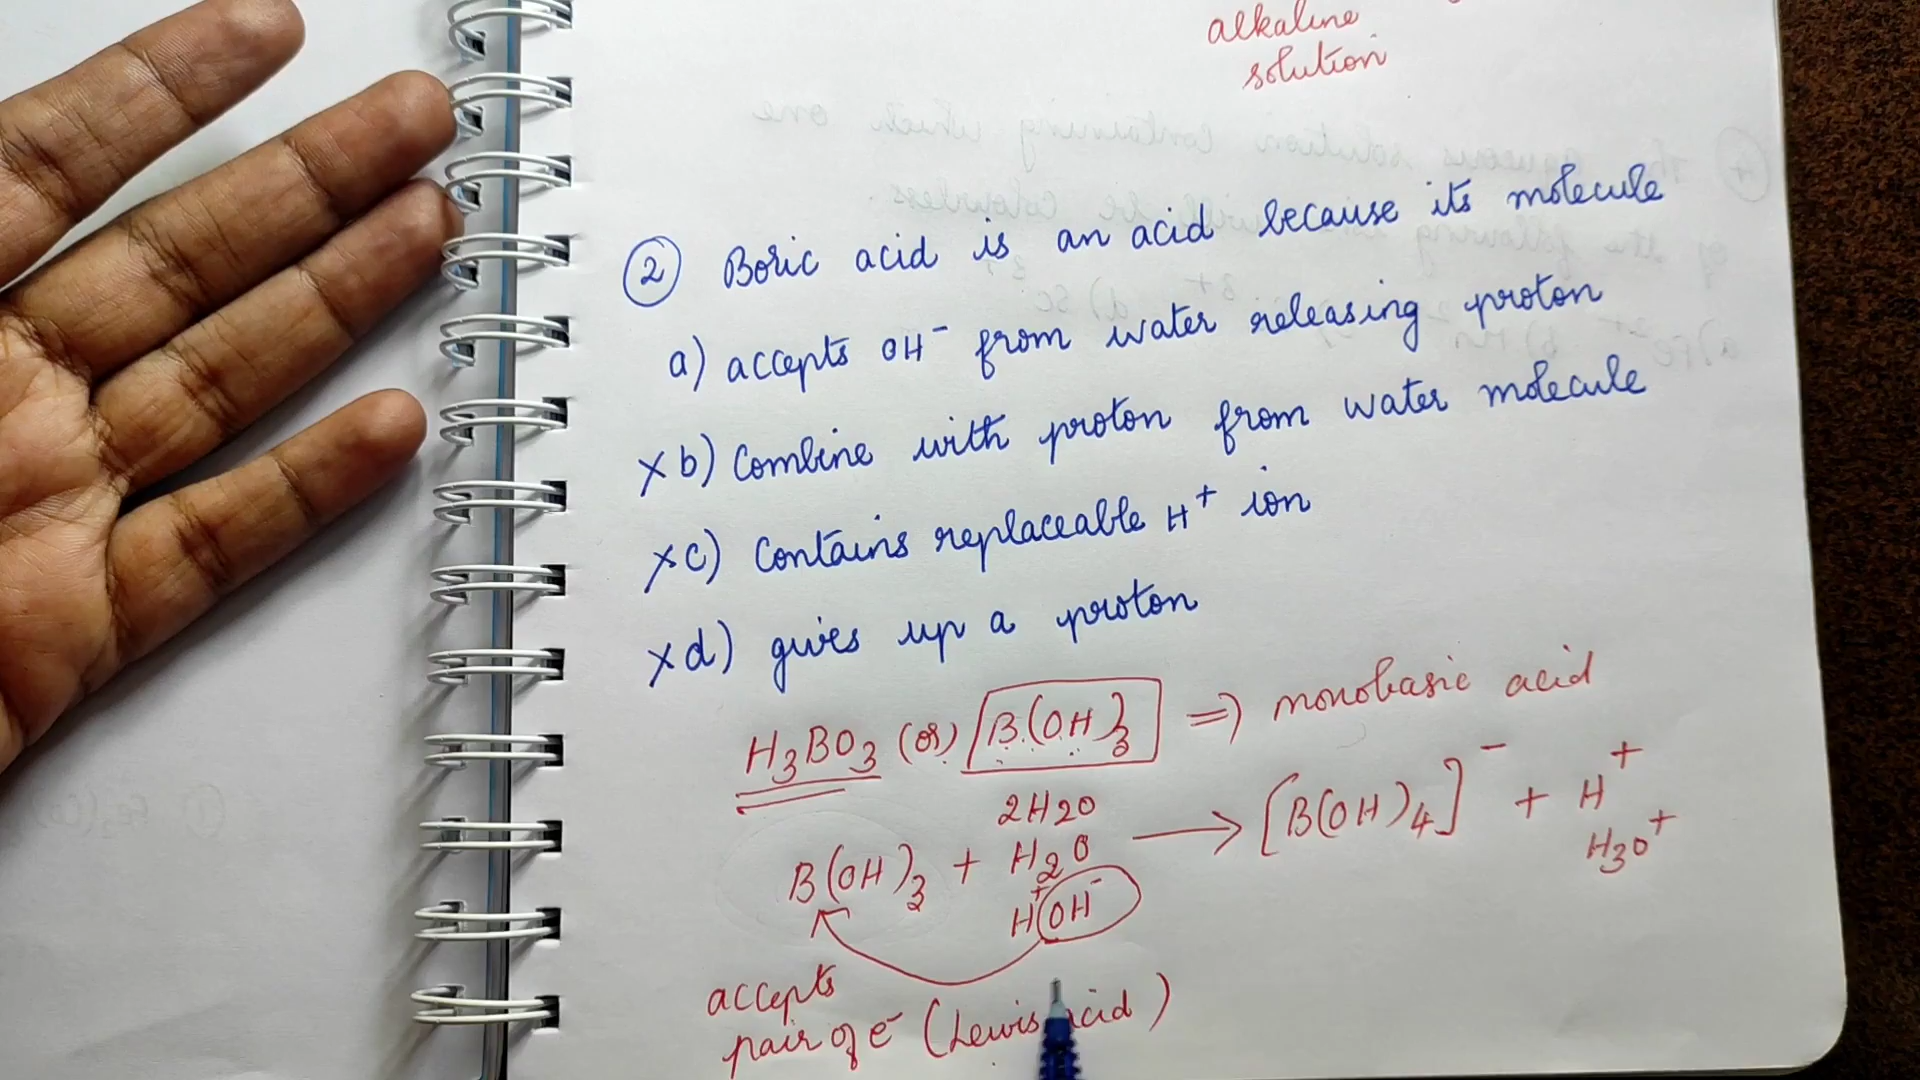 alkaline
solution
② Boric acid is an acid because its molecule
a) accepts OH⁻ from water releasing proton
×b) Combine with proton from water molecule
×c) Contains replaceable H⁺ ion
×d) gives up a proton
H₃BO₃ (or) B(OH)₃ ⇒ monobasic acid
2H2O
B(OH)₃ + H₂O → [B(OH)₄]⁻ + H⁺
H⁺OH⁻ H₃O⁺
accepts
pair of e⁻ (Lewis acid)